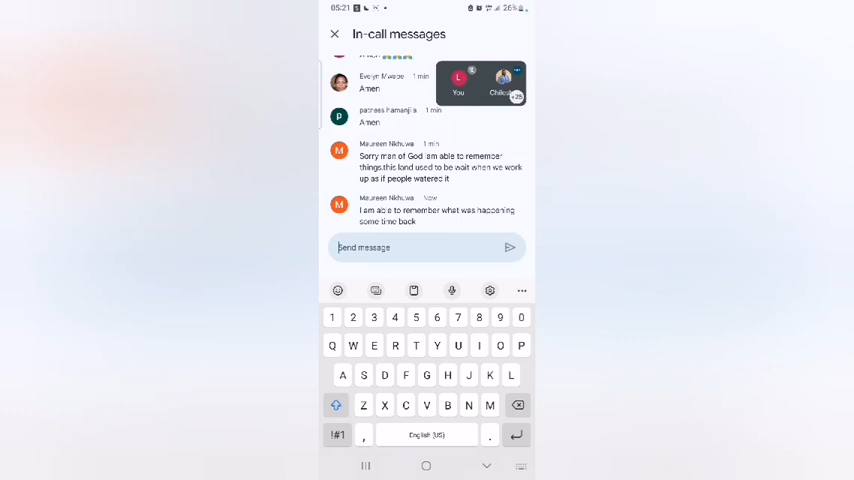 05:21
26%
In-call messages
Amen
Evelyn Mwape 1 min
Amen
L
You
+25
P
patness hamanjila 1 min
Amen
M
Maureen Nkhuwa 1 min
Sorry man of God iam able to remember
things.this land used to be wait when we work
up as if people watered it
M
Maureen Nkhuwa Now
I am able to remember what was happening
some time back
Send message
1 2 3 4 5 6 7 8 9 0
Q W E R T Y U I O P
A S D F G H J K L
Z X C V B N M
!#1 , English (US) .